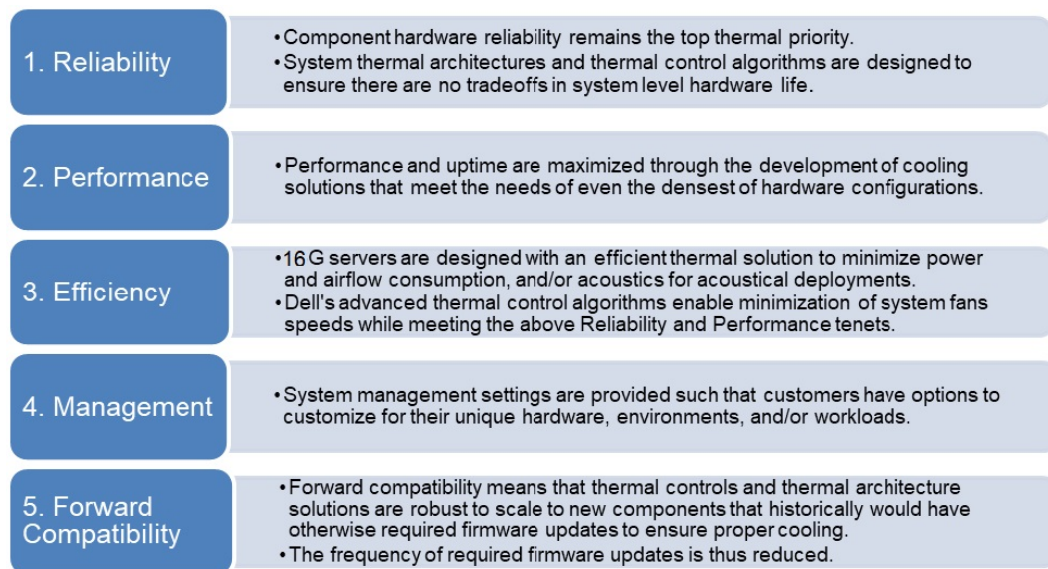 1. Reliability
•Component hardware reliability remains the top thermal priority.
•System thermal architectures and thermal control algorithms are designed to
ensure there are no tradeoffs in system level hardware life.
2. Performance
•Performance and uptime are maximized through the development of cooling
solutions that meet the needs of even the densest of hardware configurations.
3. Efficiency
•16G servers are designed with an efficient thermal solution to minimize power
and airflow consumption, and/or acoustics for acoustical deployments.
•Dell's advanced thermal control algorithms enable minimization of system fans
speeds while meeting the above Reliability and Performance tenets.
4. Management
•System management settings are provided such that customers have options to
customize for their unique hardware, environments, and/or workloads.
5. Forward
Compatibility
•Forward compatibility means that thermal controls and thermal architecture
solutions are robust to scale to new components that historically would have
otherwise required firmware updates to ensure proper cooling.
•The frequency of required firmware updates is thus reduced.